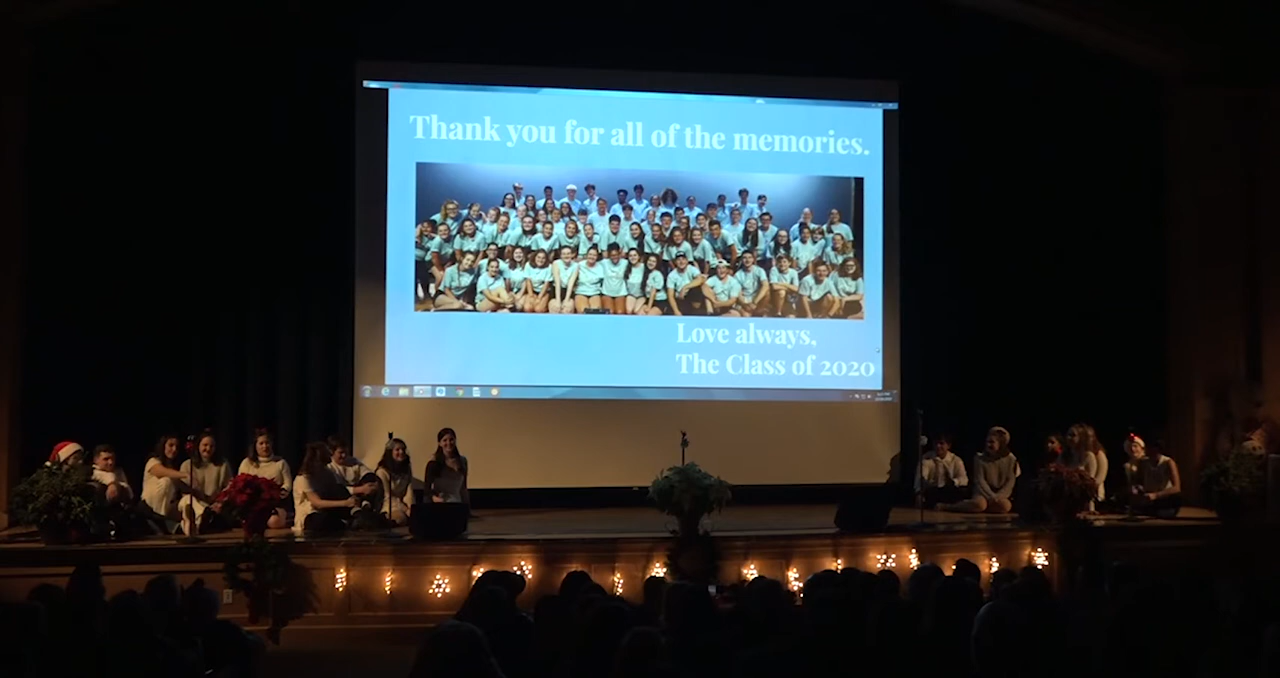 Thank you for all of the memories.
Love always,
The Class of 2020